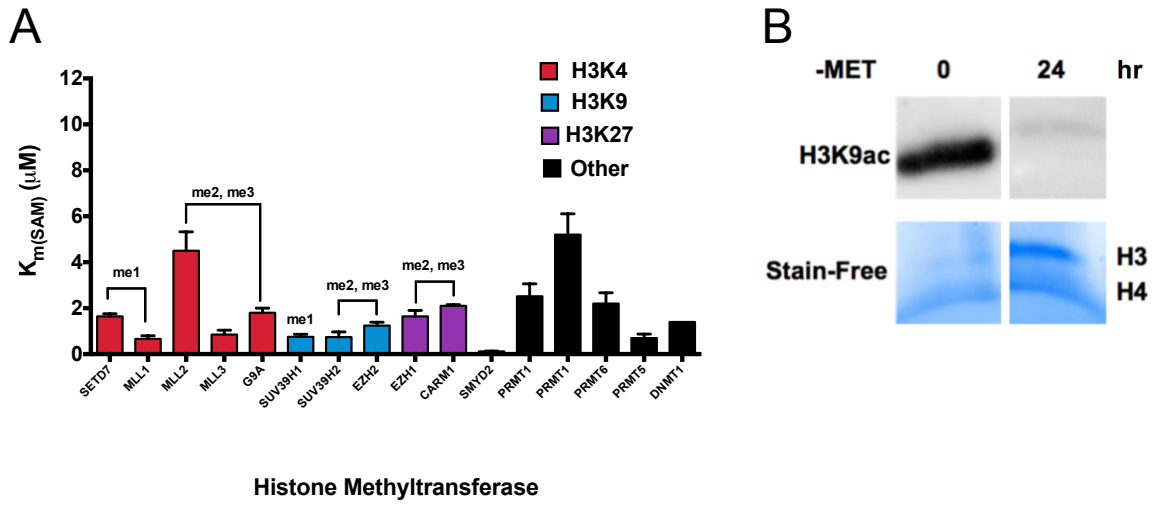 A
H3K4
H3K9
H3K27
Other
12
10
8
6
4
2
0
Km(SAM) (μM)
me1
me2, me3
me1
me2, me3
me2, me3
SETD7
MLL1
MLL2
MLL3
G9A
SUV39H1
SUV39H2
EZH2
EZH1
CARM1
SMYD2
PRMT1
PRMT1
PRMT6
PRMT5
DNMT1
Histone Methyltransferase
B
-MET 0 24 hr
H3K9ac
Stain-Free
H3
H4